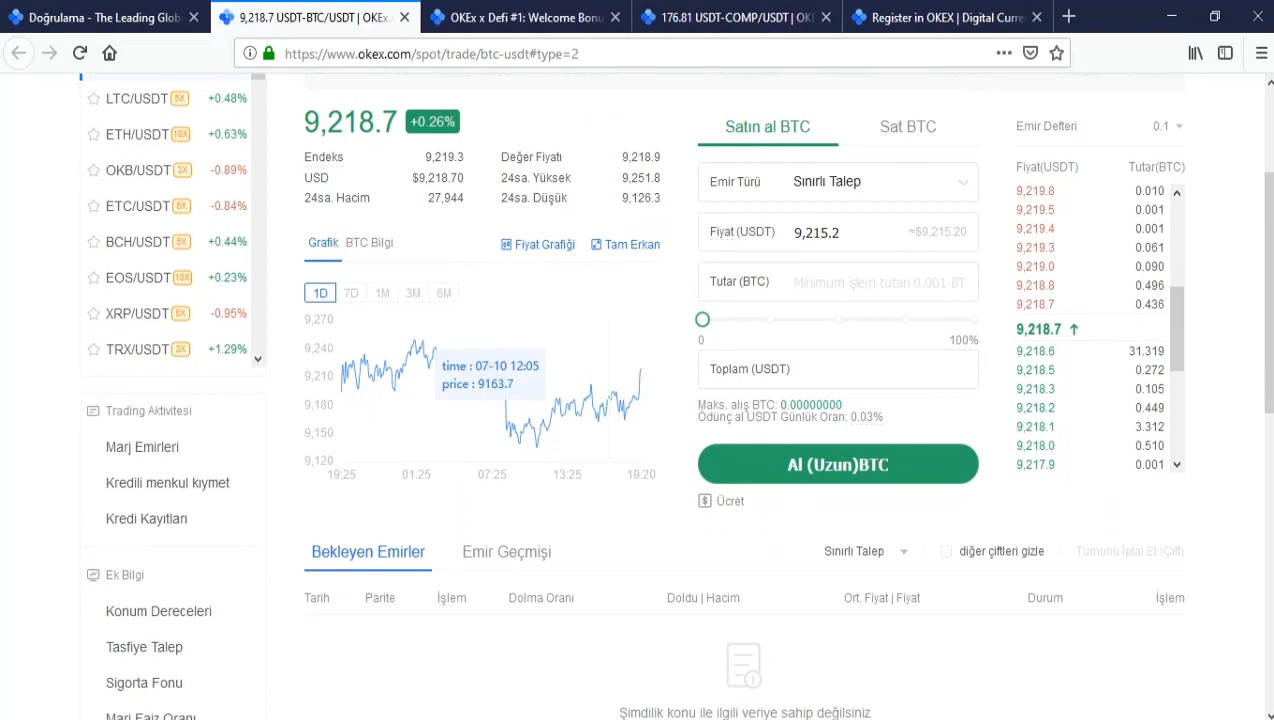 Doğrulama - The Leading Glob
9,218.7 USDT-BTC/USDT | OKEx.
OKEx x Defi #1: Welcome Bonu
176.81 USDT-COMP/USDT | OK
Register in OKEX | Digital Curre
https://www.okex.com/spot/trade/btc-usdt#type=2
LTC/USDT 5X +0.48%
ETH/USDT 10X +0.63%
OKB/USDT 3X -0.89%
ETC/USDT 5X -0.84%
BCH/USDT 5X +0.44%
EOS/USDT 10X +0.23%
XRP/USDT 5X -0.95%
TRX/USDT 3X +1.29%
Trading Aktivitesi
Marj Emirleri
Kredili menkul kıymet
Kredi Kayıtları
Ek Bilgi
Konum Dereceleri
Tasfiye Talep
Sigorta Fonu
Marj Faiz Oranı
9,218.7 +0.26%
Endeks 9,219.3 Değer Fiyatı 9,218.9
USD $9,218.70 24sa. Yüksek 9,251.8
24sa. Hacim 27,944 24sa. Düşük 9,126.3
Grafik BTC Bilgi Fiyat Grafiği Tam Erkan
1D 7D 1M 3M 6M
9,270
9,240
9,210
9,180
9,150
9,120
time : 07-10 12:05
price : 9163.7
19:25 01:25 07:25 13:25 19:20
Satın al BTC Sat BTC
Emir Türü Sınırlı Talep
Fiyat (USDT) 9,215.2 ≈$9,215.20
Tutar (BTC) Minimum işlem tutarı 0.001 BT
0 100%
Toplam (USDT)
Maks. alış BTC: 0.00000000
Ödünç al USDT Günlük Oran: 0.03%
Al (Uzun)BTC
Ücret
Emir Defteri 0.1
Fiyat(USDT) Tutar(BTC)
9,219.8 0.010
9,219.5 0.001
9,219.4 0.001
9,219.3 0.061
9,219.0 0.090
9,218.8 0.496
9,218.7 0.436
9,218.7 ↑
9,218.6 31.319
9,218.5 0.272
9,218.3 0.105
9,218.2 0.449
9,218.1 3.312
9,218.0 0.510
9,217.9 0.001
Bekleyen Emirler Emir Geçmişi Sınırlı Talep diğer çiftleri gizle Tümünü İptal Et (Çift)
Tarih Parite İşlem Dolma Oranı Doldu | Hacim Ort. Fiyat | Fiyat Durum İşlem
Şimdilik konu ile ilgili veriye sahip değilsiniz